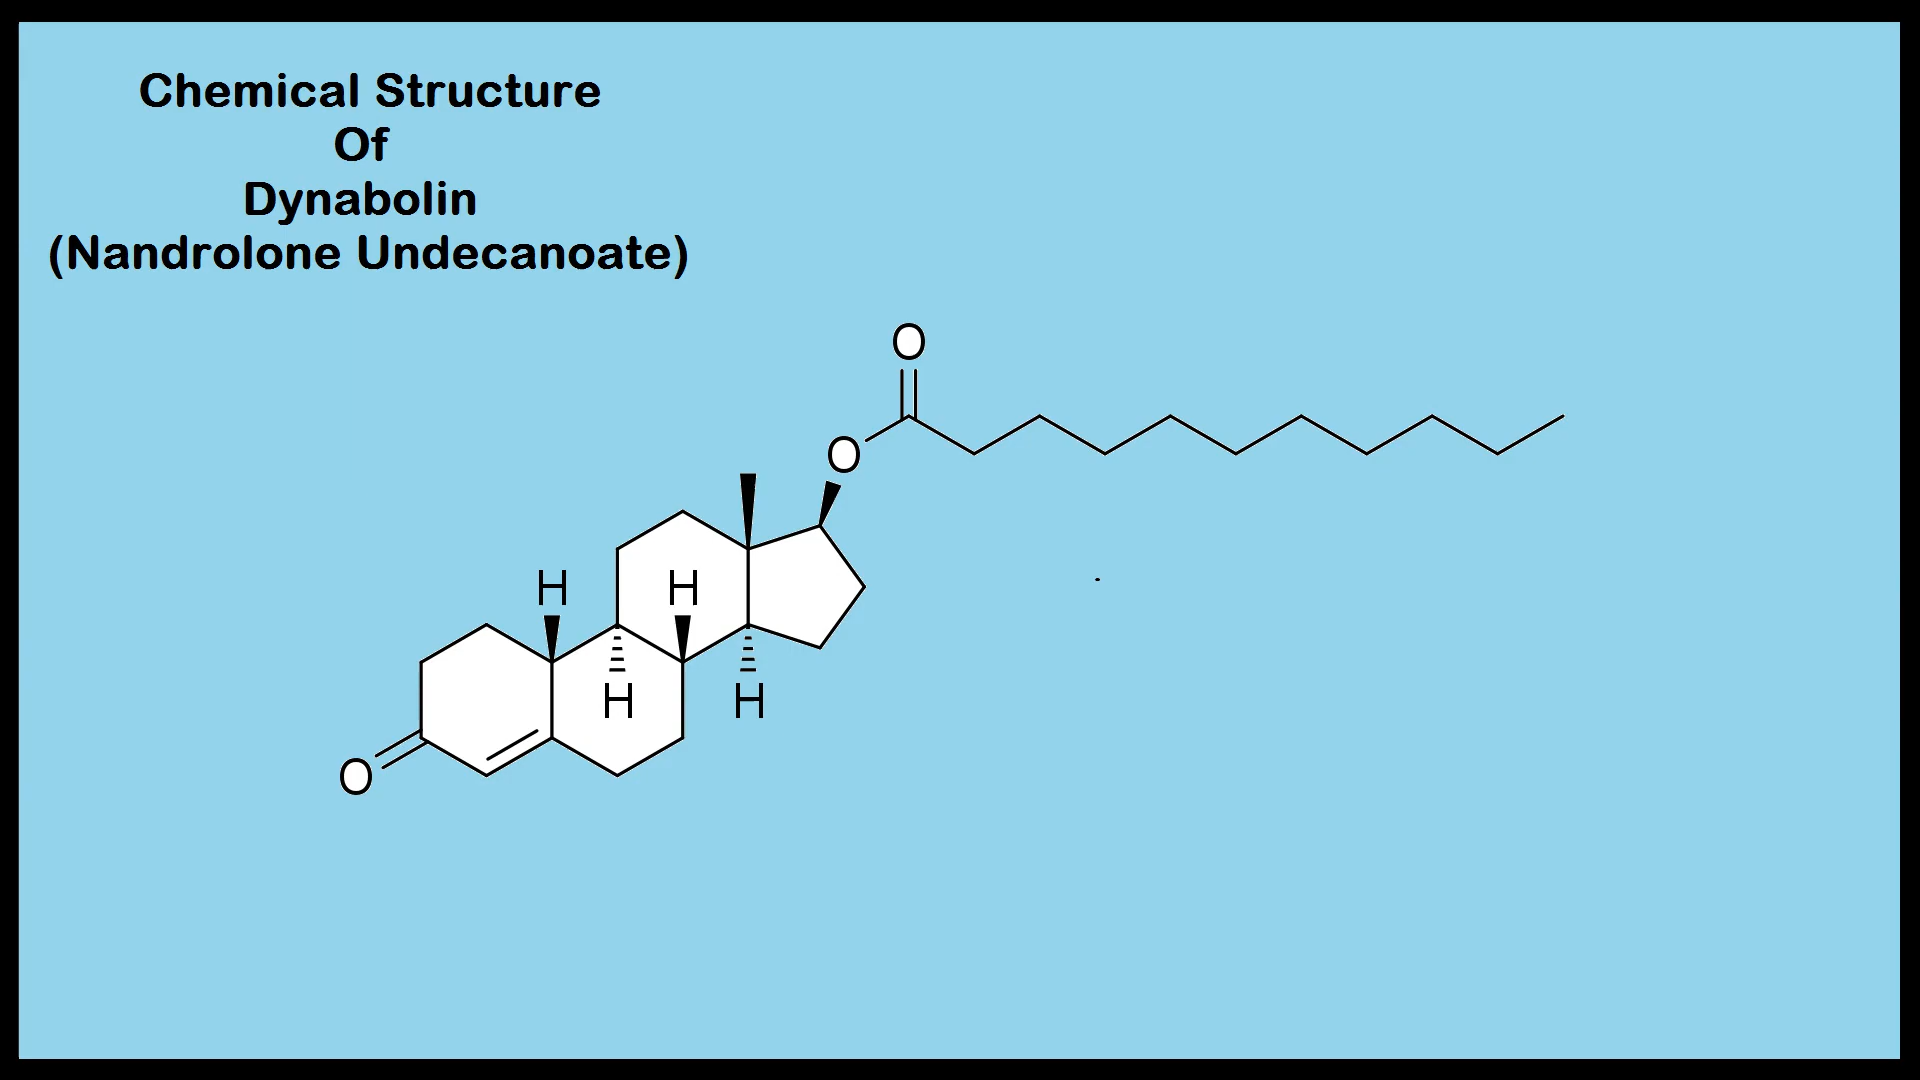 Chemical Structure
Of
Dynabolin
(Nandrolone Undecanoate)
O
O
H H
H H
O